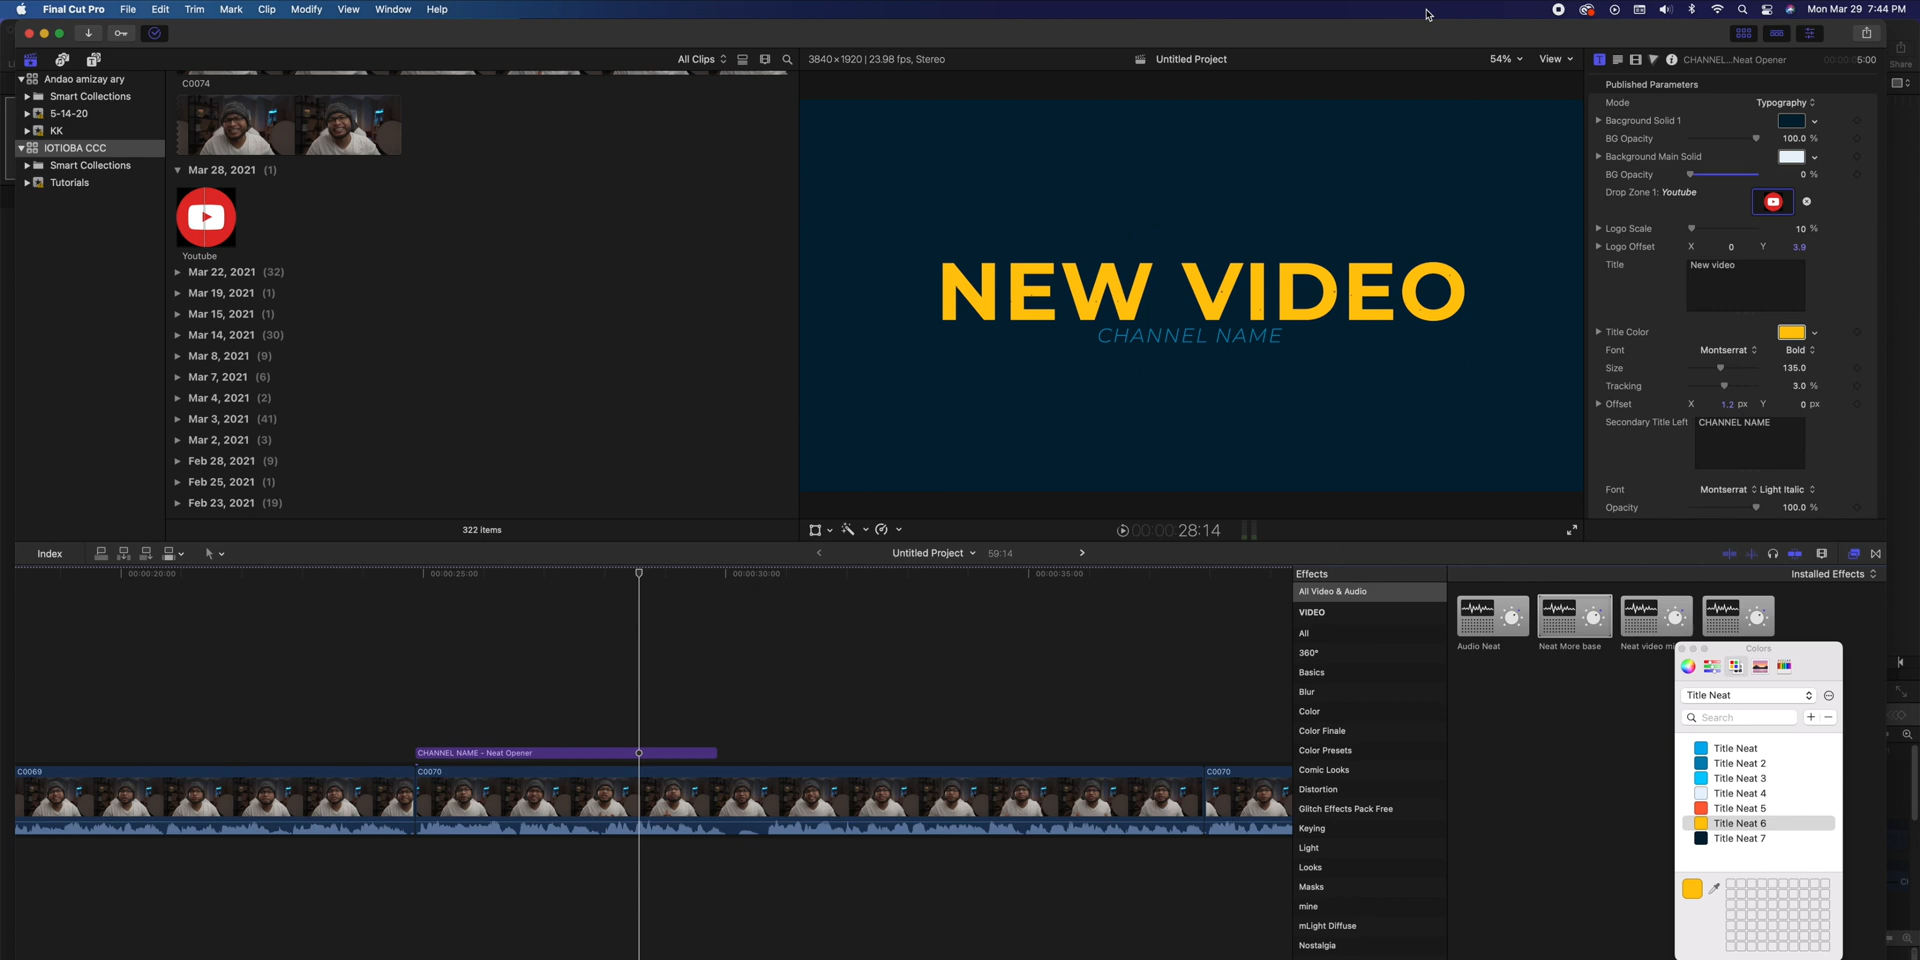 Final Cut Pro File Edit Trim Mark Clip Modify View Window Help
Mon Mar 29 7:44 PM
All Clips
3840 × 1920 | 23.98 fps, Stereo
Untitled Project
54%
View
CHANNEL...Neat Opener
5:00
Share
Andao amizay ary
Smart Collections
5-14-20
KK
IOTIOBA CCC
Smart Collections
Tutorials
C0074
Mar 28, 2021 (1)
Youtube
Mar 22, 2021 (32)
Mar 19, 2021 (1)
Mar 15, 2021 (1)
Mar 14, 2021 (30)
Mar 8, 2021 (9)
Mar 7, 2021 (6)
Mar 4, 2021 (2)
Mar 3, 2021 (41)
Mar 2, 2021 (3)
Feb 28, 2021 (9)
Feb 25, 2021 (1)
Feb 23, 2021 (19)
322 items
NEW VIDEO
CHANNEL NAME
00:00:28:14
Published Parameters
Mode Typography
Bacground Solid 1
BG Opacity 100.0 %
Background Main Solid
BG Opacity 0 %
Drop Zone 1: Youtube
Logo Scale 10 %
Logo Offset X 0 Y 3.9
Title New video
Title Color
Font Montserrat Bold
Size 135.0
Tracking 3.0 %
Offset X 1.2 px Y 0 px
Secondary Title Left CHANNEL NAME
Font Montserrat Light Italic
Opacity 100.0 %
Index
Untitled Project 59:14
00:00:20:00
00:00:25:00
00:00:30:00
00:00:35:00
CHANNEL NAME - Neat Opener
C0069
C0070
C0070
Effects
Installed Effects
All Video & Audio
VIDEO
All
360°
Basics
Blur
Color
Color Finale
Color Presets
Comic Looks
Distortion
Glitch Effects Pack Free
Keying
Light
Looks
Masks
mine
mLight Diffuse
Nostalgia
Audio Neat
Neat More base
Neat video mi
Colors
Title Neat
Search
Title Neat
Title Neat 2
Title Neat 3
Title Neat 4
Title Neat 5
Title Neat 6
Title Neat 7